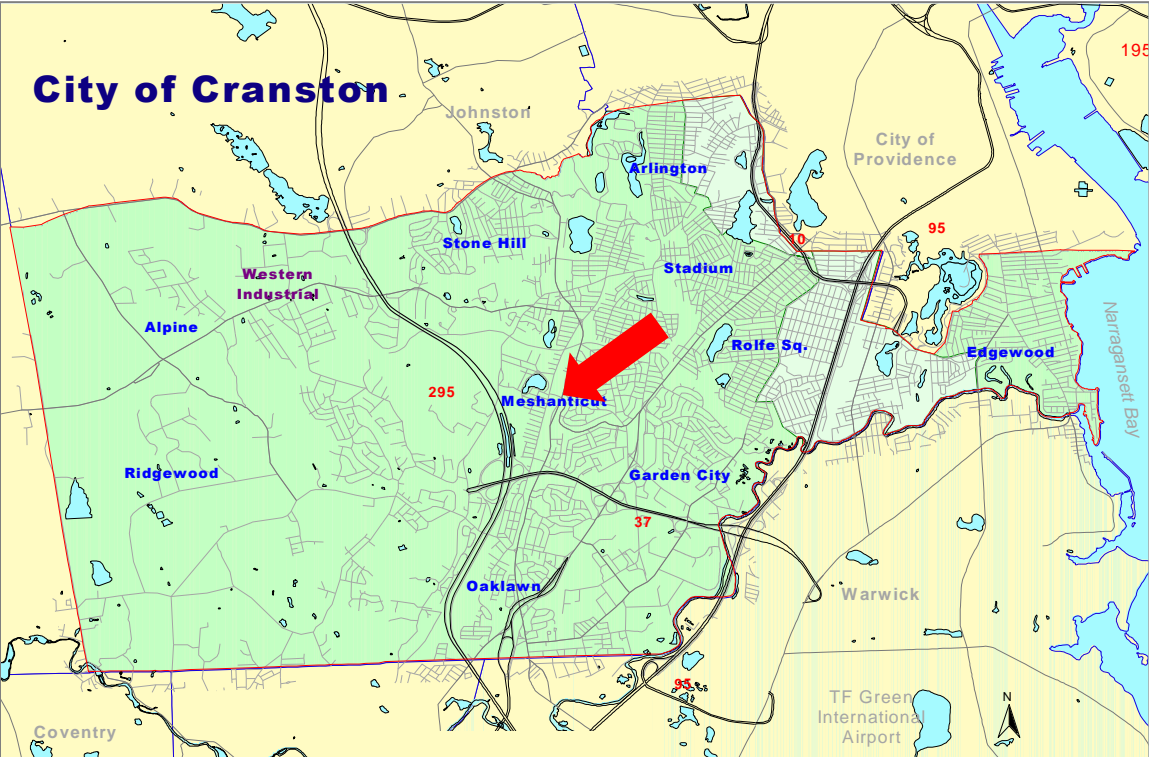 195
City of Cranston
Johnston
City of
Providence
Arlington
95
10
Stone Hill
Stadium
Western
Industrial
Alpine
Rolfe Sq.
Edgewood
Narragansett Bay
295
Meshanticut
Ridgewood
Garden City
37
Oaklawn
Warwick
95
N
TF Green
International
Airport
Coventry